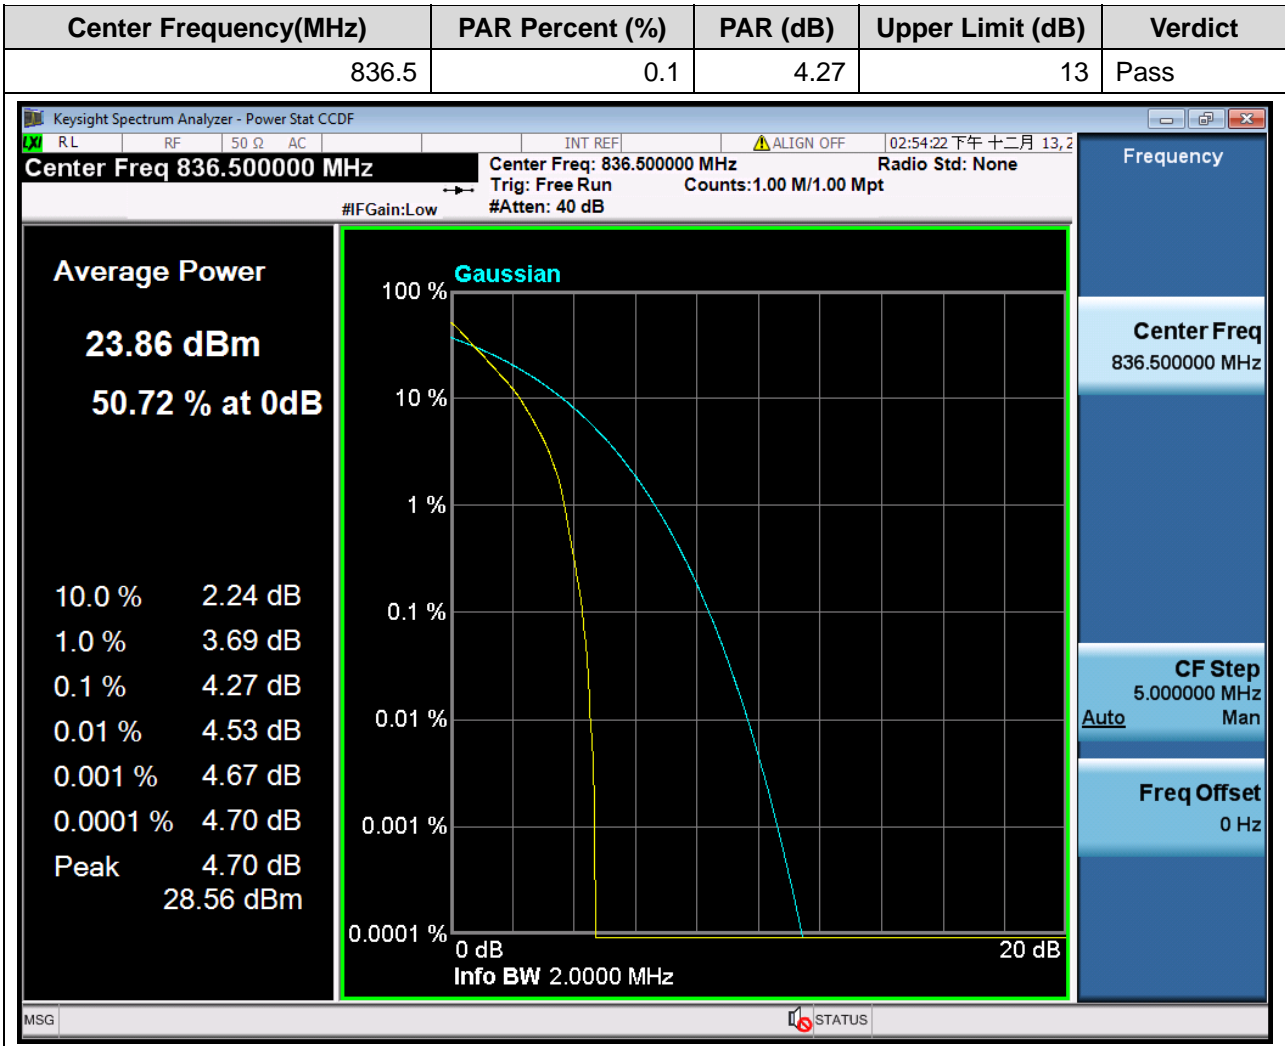 Center Frequency(MHz) PAR Percent (%) PAR (dB) Upper Limit (dB) Verdict
836.5 0.1 4.27 13 Pass
Keysight Spectrum Analyzer - Power Stat CCDF
LXI RL RF 50 Ω AC INT REF ALIGN OFF 02:54:22 下午 十二月 13, 2
Center Freq 836.500000 MHz
Center Freq: 836.500000 MHz Radio Std: None
Trig: Free Run Counts:1.00 M/1.00 Mpt
#IFGain:Low #Atten: 40 dB
Average Power
23.86 dBm
50.72 % at 0dB
10.0 % 2.24 dB
1.0 % 3.69 dB
0.1 % 4.27 dB
0.01 % 4.53 dB
0.001 % 4.67 dB
0.0001 % 4.70 dB
Peak 4.70 dB
28.56 dBm
Gaussian
100 %
10 %
1 %
0.1 %
0.01 %
0.001 %
0.0001 %
0 dB 20 dB
Info BW 2.0000 MHz
Frequency
Center Freq
836.500000 MHz
CF Step
5.000000 MHz
Auto Man
Freq Offset
0 Hz
MSG STATUS